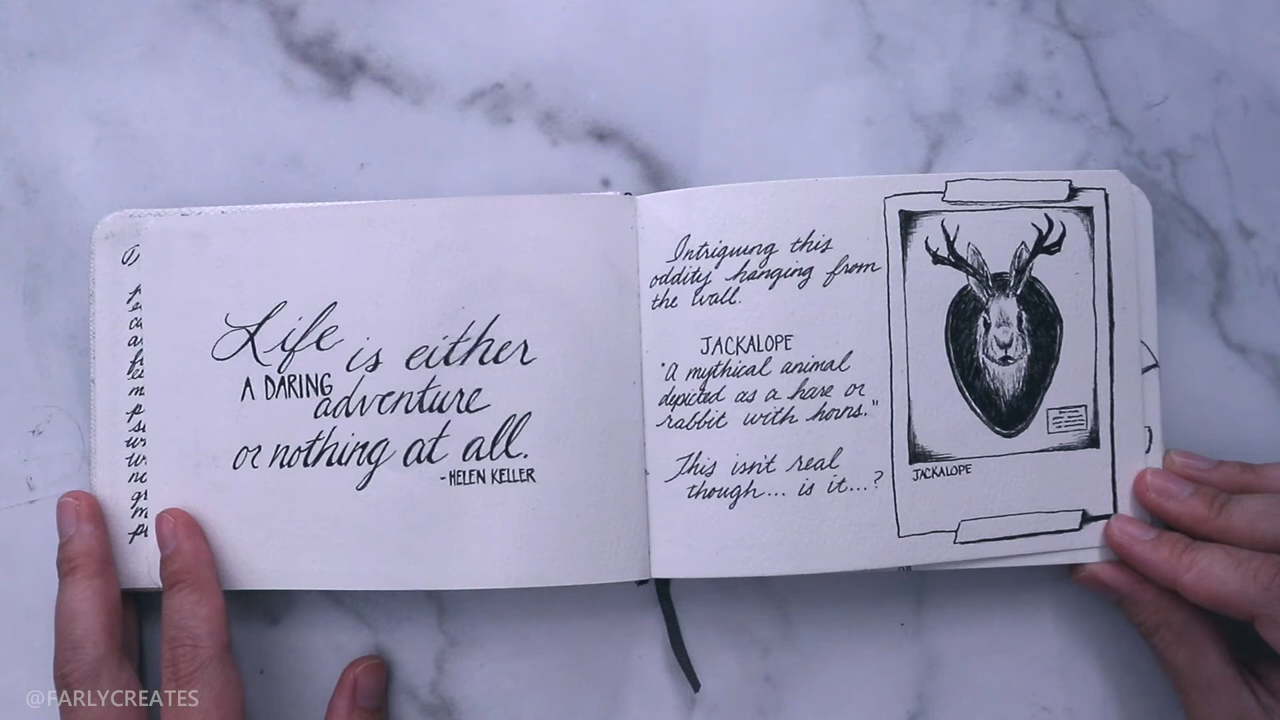 Life is either
A DARING adventure
or nothing at all.
-HELEN KELLER
Intriguing this
oddity hanging from
the wall.
JACKALOPE
"A mythical animal
depicted as a hare or
rabbit with horns."
This isn't real
though... is it...?
JACKALOPE
@FARLYCREATES